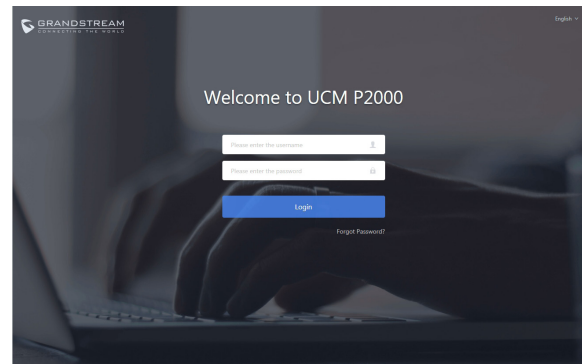 GRANDSTREAM
CONNECTING THE WORLD
English
Welcome to UCM P2000
Please enter the username
Please enter the password
Login
Forgot Password?